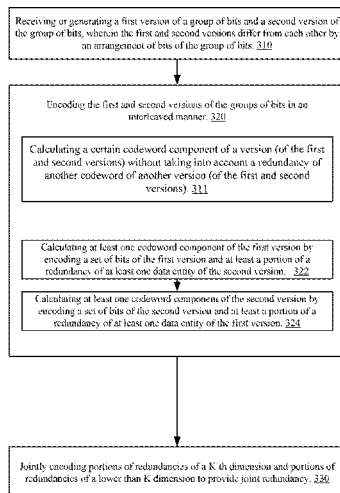 Receiving or generating a first version of a group of bits and a second version of
the group of bits, wherein the first and second versions differ from each other by
an arrangement of bits of the group of bits. 310
Encoding the first and second versions of the groups of bits in an
interleaved manner. 320
Calculating a certain codeword component of a version (of the first
and second versions) without taking into account a redundancy of
another codeword of another version (of the first and second
versions). 311
Calculating at least one codeword component of the first version by
encoding a set of bits of the first version and at least a portion of a
redundancy of at least one data entity of the second version. 322
Calculating at least one codeword component of the second version by
encoding a set of bits of the second version and at least a portion of a
redundancy of at least one data entity of the first version. 324
Jointly encoding portions of redundancies of a K'th dimension and portions of
redundancies of a lower than K dimension to provide joint redundancy. 330